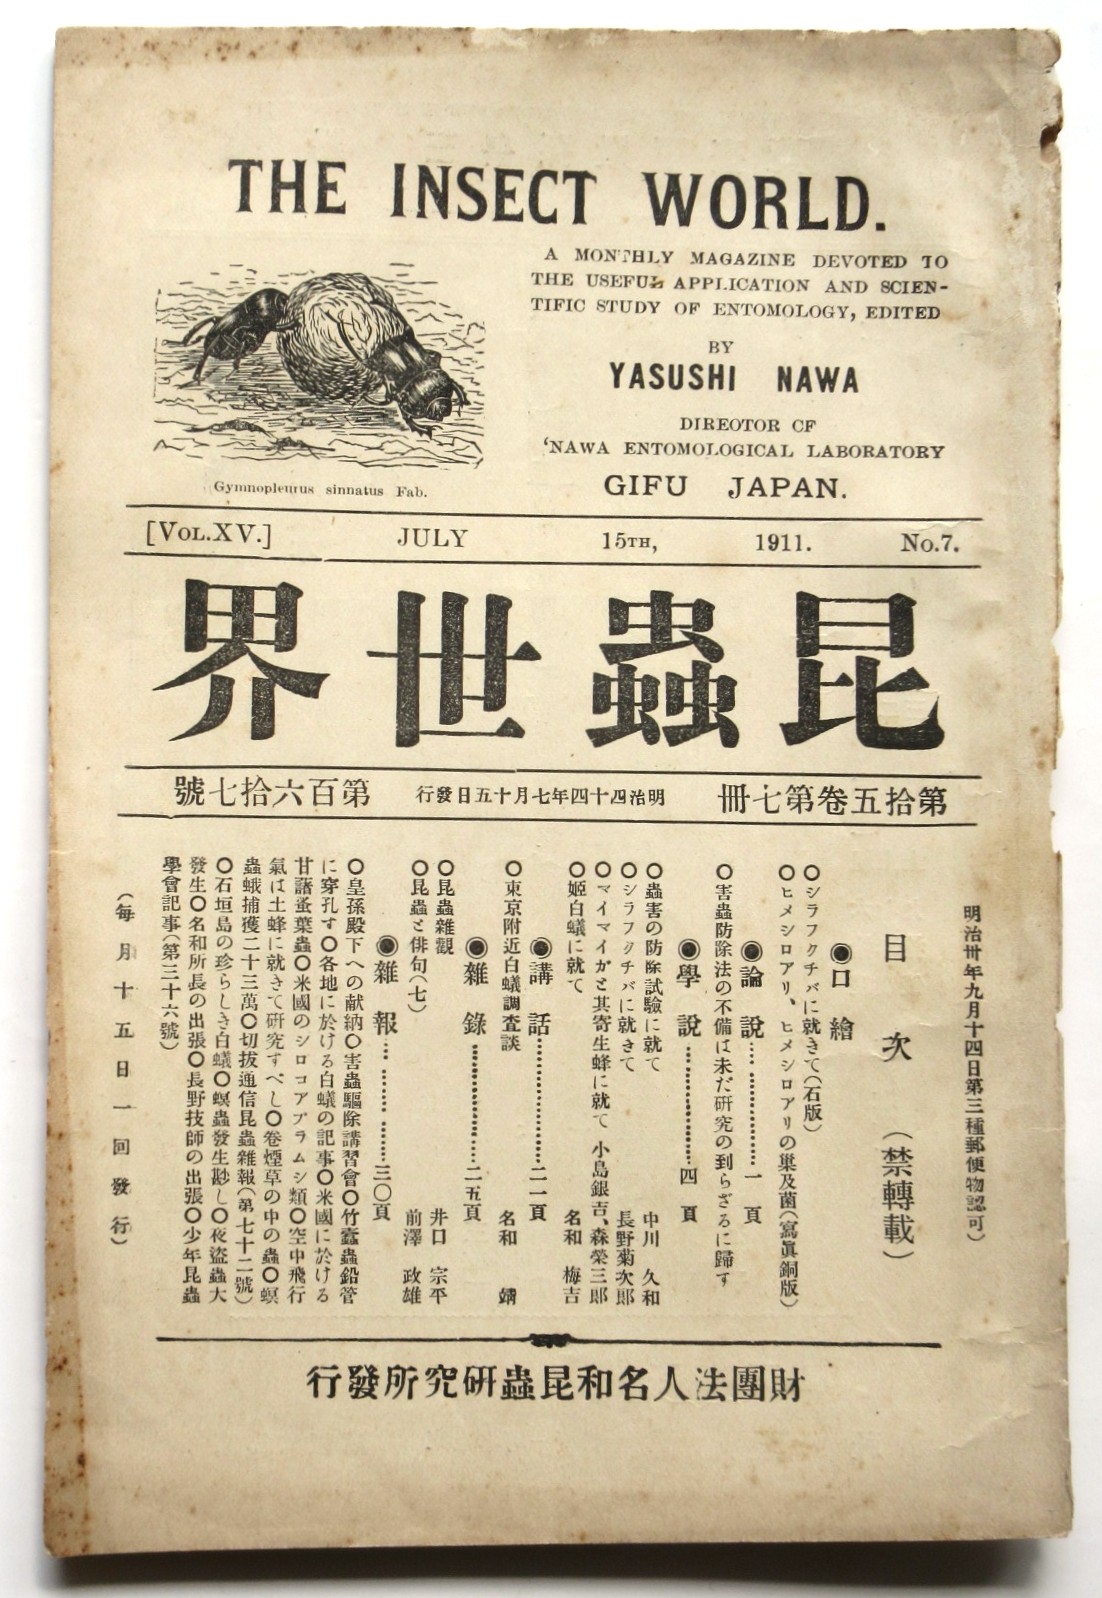 THE INSECT WORLD.
A MONTHLY MAGAZINE DEVOTED TO
THE USEFUL APPLICATION AND SCIEN-
TIFIC STUDY OF ENTOMOLOGY, EDITED
BY
YASUSHI NAWA
DIREOTOR CF
'NAWA ENTOMOLOGICAL LABORATORY
GIFU JAPAN.
Gymnopleurus sinnatus Fab.
[VOL.XV.] JULY 15TH, 1911. No.7.
昆蟲世界
第拾五卷第七冊 明治四十四年七月十五日發行 第百六拾七號
明治卅年九月十四日第三種郵便物認可)
目次 (禁轉載)
◉口繪
○シラフクチバに就きて(石版)
○ヒメシロアリ、ヒメシロアリの巢及菌(寫眞銅版)
◉論說……一頁
○害蟲防除法の不備は未だ研究の到らざるに歸す
◉學說……四頁
○蟲害の防除試驗に就て 中川久和
○シラフクチバに就きて 長野菊次郎
○マイマイガと其寄生蜂に就て 小島銀吉、森榮三郎
○姬白蟻に就て 名和梅吉
◉講話……二一頁
○東京附近白蟻調査談 名和靖
◉雜錄……二五頁
○昆蟲雜觀 井口宗平
○昆蟲と俳句(七) 前澤政雄
◉雜報……三〇頁
○皇孫殿下への献納○害蟲驅除講習會○竹蠹蟲鉛管
に穿孔す○各地に於ける白蟻の記事○米國に於ける
甘藷蚤葉蟲○米國のシロコアブラムシ類○空中飛行
氣は土蜂に就きて研究すべし○卷煙草の中の蟲○螟
蟲蛾捕獲二十三萬○切拔通信昆蟲雜報(第七十二號)
○石垣島の珍らしき白蟻○螟蟲發生尠し○夜盜蟲大
發生○名和所長の出張○長野技師の出張○少年昆蟲
學會記事(第三十六號)
(每月十五日一回發行)
財團法人名和昆蟲研究所發行